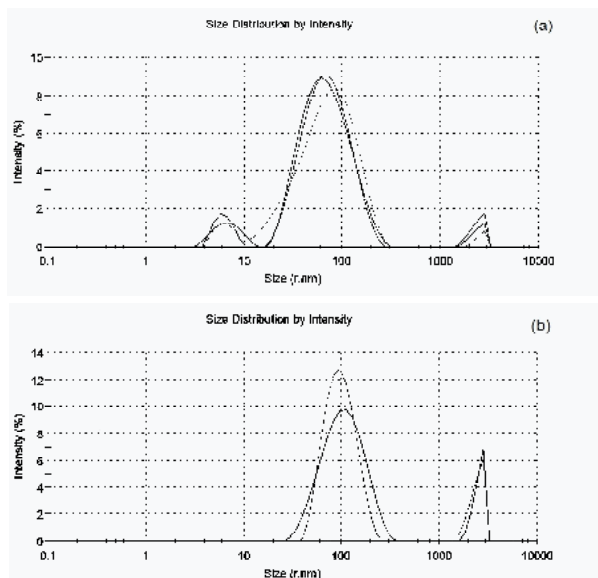 Size Distribution by Intensity
(a)
10
8
6
4
2
0
Intensity (%)
0.1 1 10 100 1000 10000
Size (r.nm)
Size Distribution by Intensity
(b)
14
12
10
8
6
4
2
0
Intensity (%)
0.1 1 10 100 1000 10000
Size (r.nm)